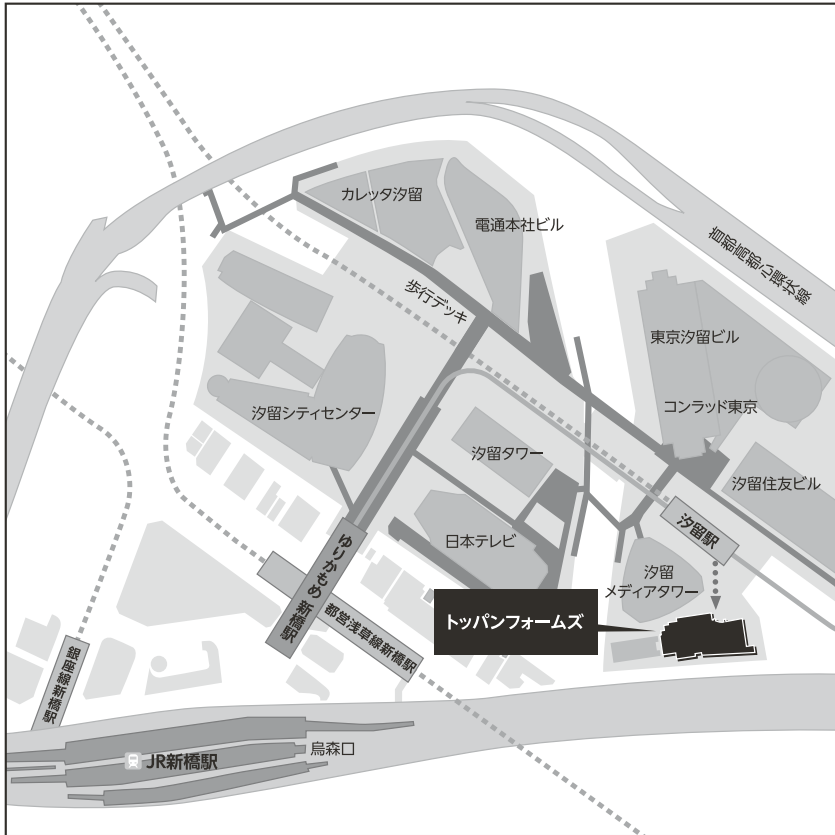 カレッタ汐留
電通本社ビル
首都高都心環状線
歩行デッキ
東京汐留ビル
コンラッド東京
汐留シティセンター
汐留タワー
汐留住友ビル
汐留駅
日本テレビ
ゆりかもめ 新橋駅
汐留
メディアタワー
都営浅草線新橋駅
トッパンフォームズ
銀座線新橋駅
烏森口
JR新橋駅